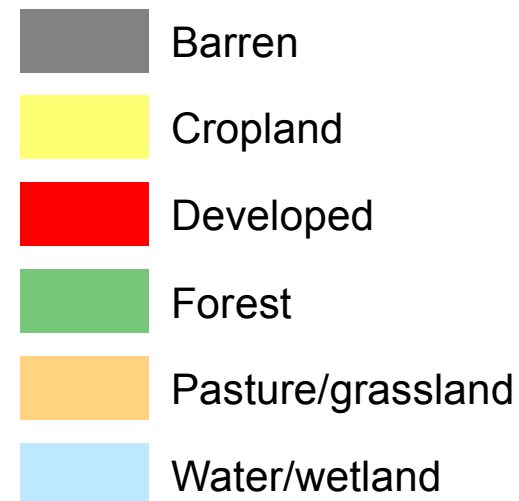 Barren
Cropland
Developed
Forest
Pasture/grassland
Water/wetland